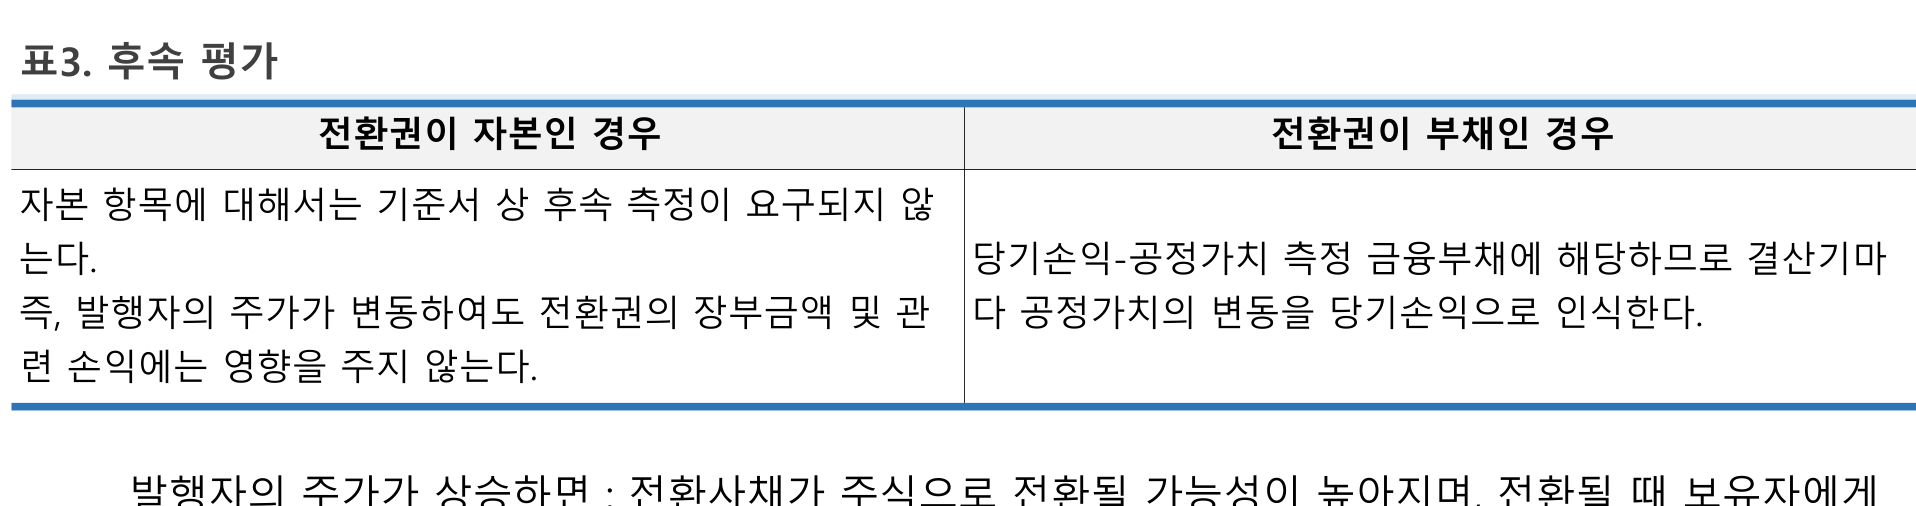 표3. 후속 평가
전환권이 자본인 경우
전환권이 부채인 경우
자본 항목에 대해서는 기준서 상 후속 측정이 요구되지 않
는다.
즉, 발행자의 주가가 변동하여도 전환권의 장부금액 및 관
련 손익에는 영향을 주지 않는다.
당기손익-공정가치 측정 금융부채에 해당하므로 결산기마
다 공정가치의 변동을 당기손익으로 인식한다.
발행자의 주가가 상승하면 : 전환사채가 주식으로 전환될 가능성이 높아지며, 전환될 때 보유자에게